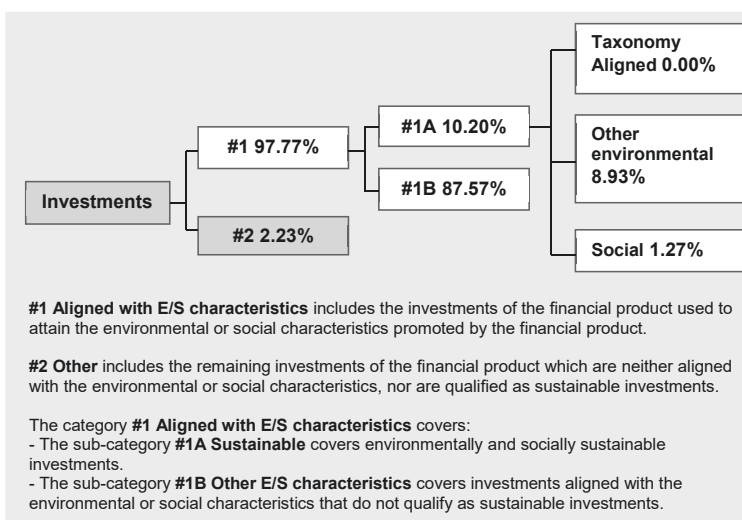 Taxonomy
Aligned 0.00%
#1A 10.20%
#1 97.77%
Other
environmental
8.93%
#1B 87.57%
Investments
#2 2.23%
Social 1.27%
#1 Aligned with E/S characteristics includes the investments of the financial product used to
attain the environmental or social characteristics promoted by the financial product.
#2 Other includes the remaining investments of the financial product which are neither aligned
with the environmental or social characteristics, nor are qualified as sustainable investments.
The category #1 Aligned with E/S characteristics covers:
- The sub-category #1A Sustainable covers environmentally and socially sustainable
investments.
- The sub-category #1B Other E/S characteristics covers investments aligned with the
environmental or social characteristics that do not qualify as sustainable investments.